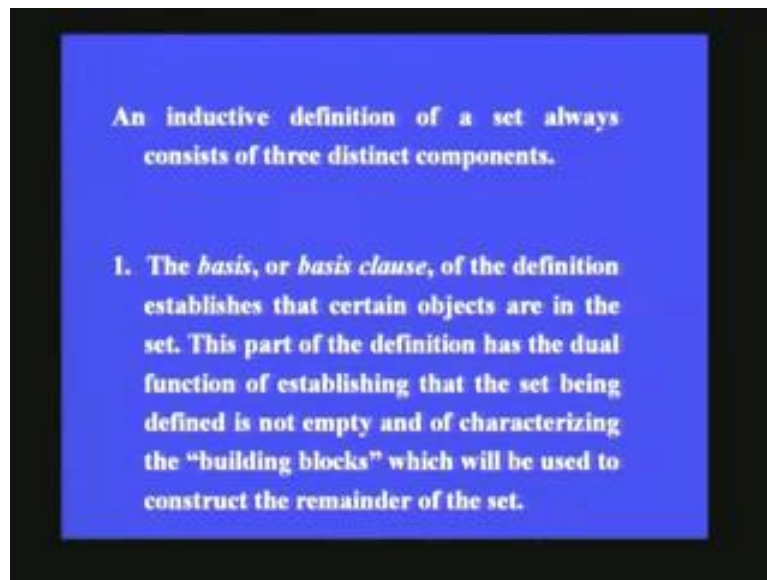 An inductive definition of a set always
consists of three distinct components.
1. The basis, or basis clause, of the definition
establishes that certain objects are in the
set. This part of the definition has the dual
function of establishing that the set being
defined is not empty and of characterizing
the “building blocks” which will be used to
construct the remainder of the set.